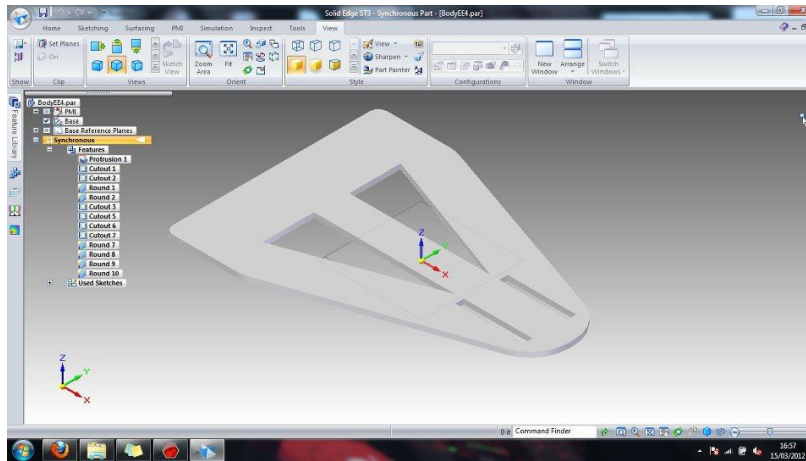 Solid Edge ST3 - Synchronous Part - [BodyEE4.par]
Home Sketching Surfacing PMI Simulation Inspect Tools View
Set Planes
On
Sketch View
Zoom Area
Fit
View
Sharpen
Part Painter
New Window
Arrange
Switch Windows
Show Clip Views Orient Style Configurations Window
Feature Library
BodyEE4.par
PMI
Base
Base Reference Planes
Synchronous
Features
Protrusion 1
Cutout 1
Cutout 2
Round 1
Round 2
Cutout 3
Cutout 5
Cutout 6
Cutout 7
Round 7
Round 8
Round 9
Round 10
Used Sketches
Z
Y
X
Z
Y
X
Command Finder
16:57
15/03/2012